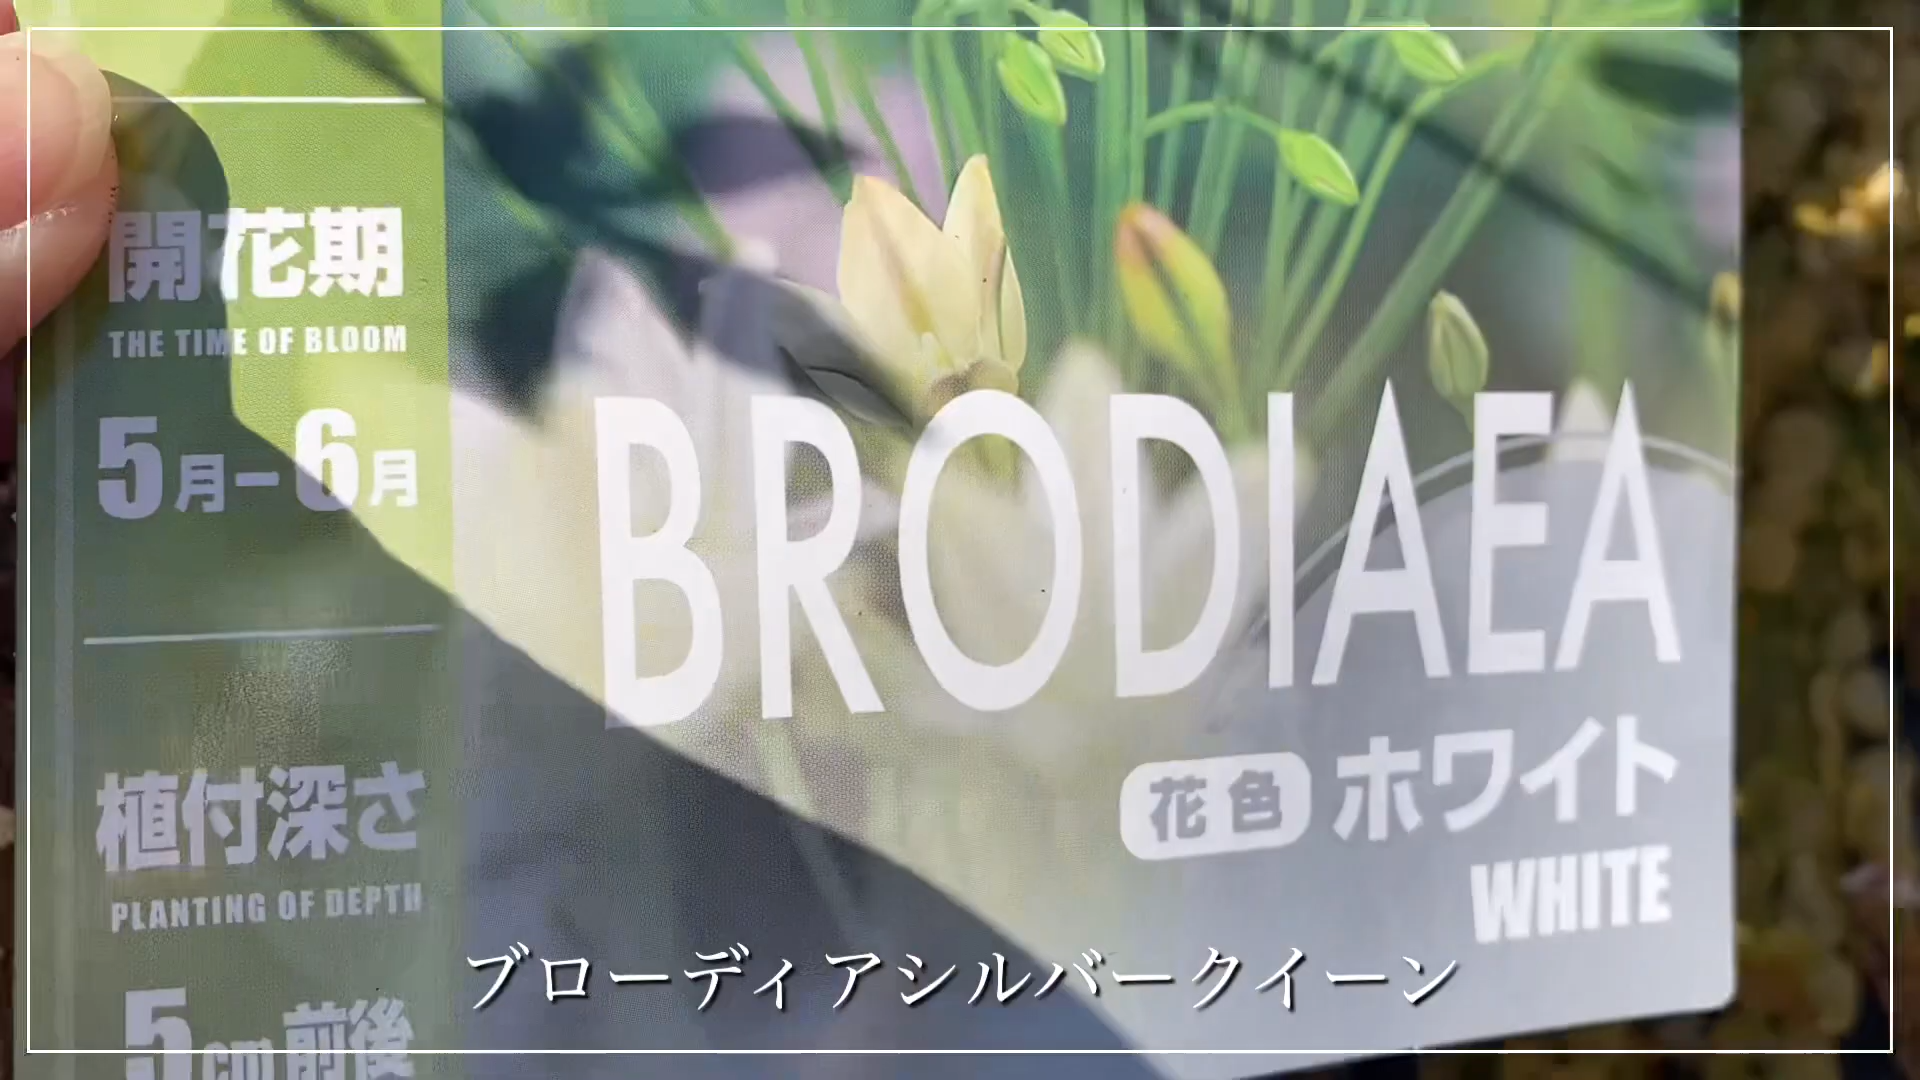 開花期
THE TIME OF BLOOM
5月-6月
植付深さ
PLANTING OF DEPTH
5cm前後
BRODIAEA
花色 ホワイト
WHITE
ブローディアシルバークイーン